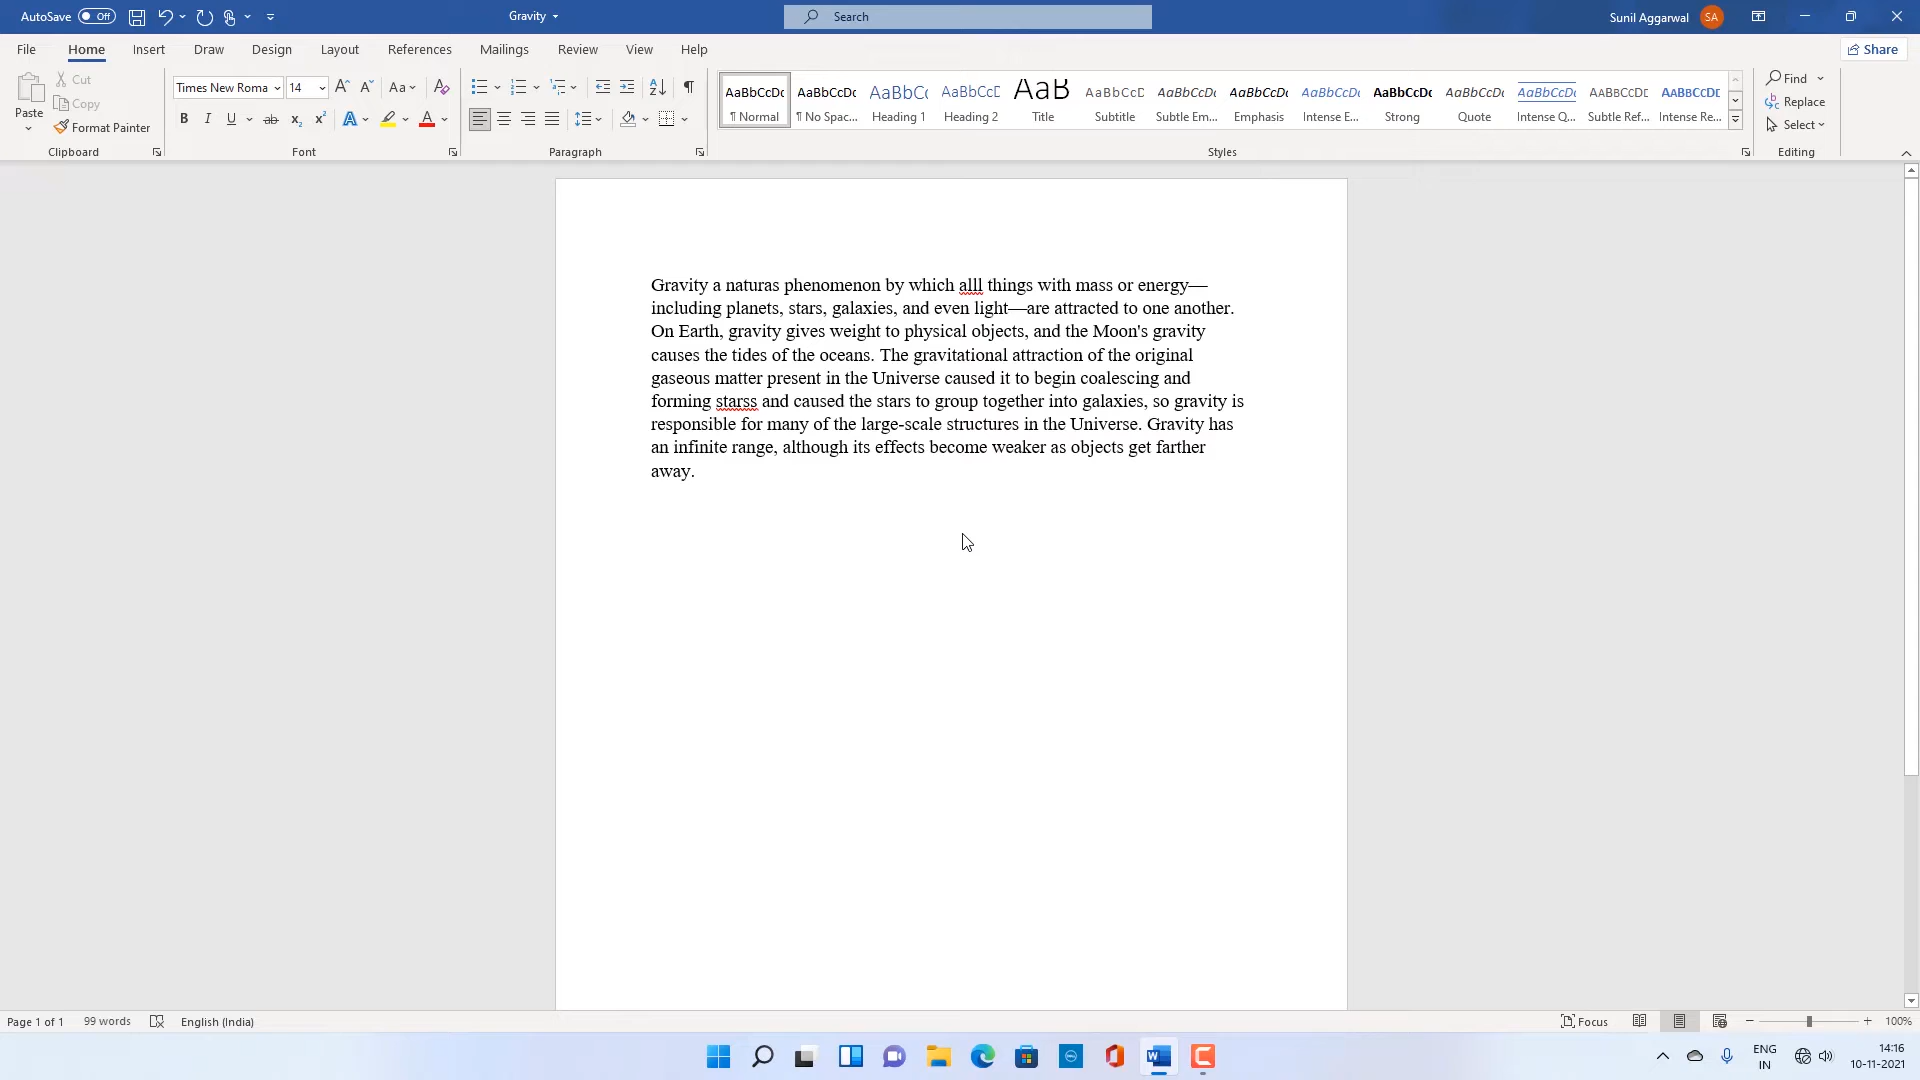 AutoSave Off Gravity Search Sunil Aggarwal SA
File Home Insert Draw Design Layout References Mailings Review View Help Share
Paste Cut Copy Format Painter Clipboard
Times New Roma 14 Aa
B I U ab x₂ x² A A
Font
Paragraph
AaBbCcDc AaBbCcDc AaBbCc AaBbCcD AaB AaBbCcD AaBbCcDc AaBbCcDc AaBbCcDc AaBbCcDc AaBbCcDc AaBbCcDc AaBbCcDd AaBbCcDd
¶ Normal ¶ No Spac... Heading 1 Heading 2 Title Subtitle Subtle Em... Emphasis Intense E... Strong Quote Intense Q... Subtle Ref... Intense Re...
Styles
Find
Replace
Select
Editing
Gravity a naturas phenomenon by which alll things with mass or energy—
including planets, stars, galaxies, and even light—are attracted to one another.
On Earth, gravity gives weight to physical objects, and the Moon's gravity
causes the tides of the oceans. The gravitational attraction of the original
gaseous matter present in the Universe caused it to begin coalescing and
forming starss and caused the stars to group together into galaxies, so gravity is
responsible for many of the large-scale structures in the Universe. Gravity has
an infinite range, although its effects become weaker as objects get farther
away.
Page 1 of 1 99 words English (India) Focus 100%
ENG
IN
14:16
10-11-2021